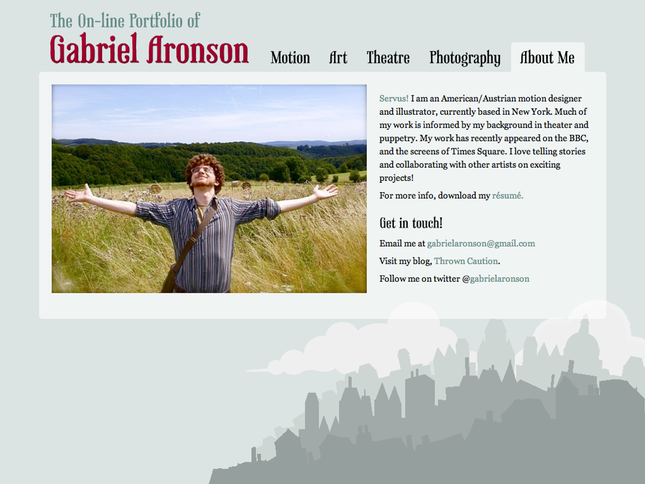 The On-line Portfolio of
Gabriel Aronson
Motion Art Theatre Photography About Me
Servus! I am an American/Austrian motion designer
and illustrator, currently based in New York. Much of
my work is informed by my background in theater and
puppetry. My work has recently appeared on the BBC,
and the screens of Times Square. I love telling stories
and collaborating with other artists on exciting
projects!
For more info, download my résumé.
Get in touch!
Email me at gabrielaronson@gmail.com
Visit my blog, Thrown Caution.
Follow me on twitter @gabrielaronson